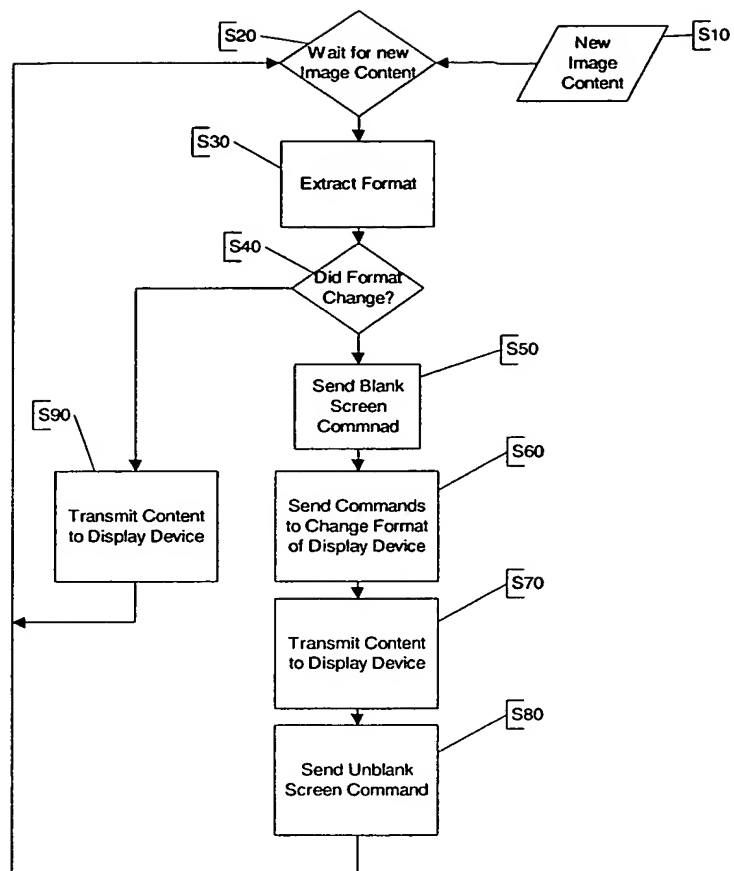 S20
Wait for new
Image Content
New
Image
Content
S10
S30
Extract Format
S40
Did Format
Change?
S50
Send Blank
Screen
Commnad
S90
Transmit Content
to Display Device
S60
Send Commands
to Change Format
of Display Device
S70
Transmit Content
to Display Device
S80
Send Unblank
Screen Command